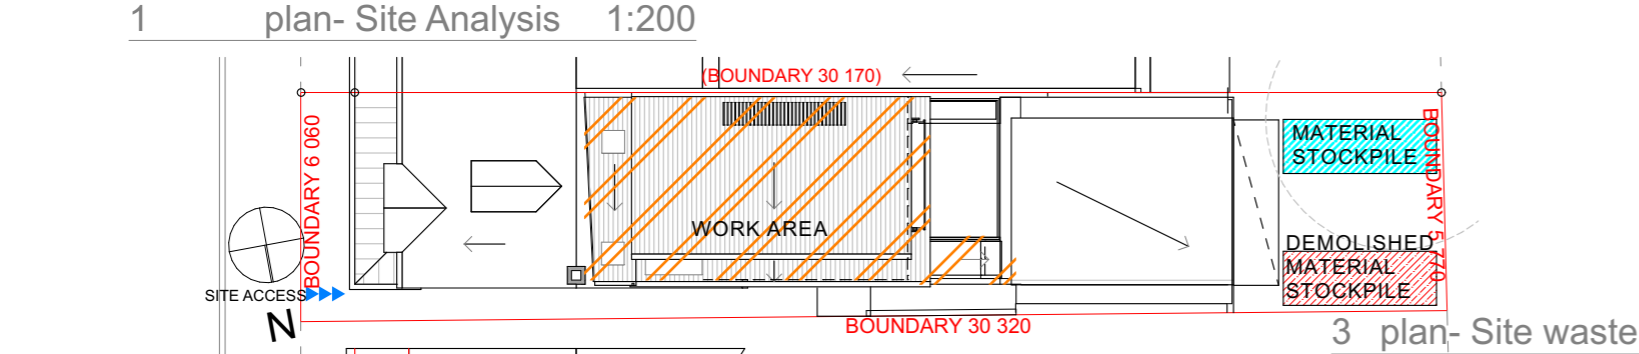 1 plan- Site Analysis 1:200
(BOUNDARY 30 170)
BOUNDARY 6 060
MATERIAL
STOCKPILE
BOUNDARY 5 770
WORK AREA
DEMOLISHED
MATERIAL
STOCKPILE
SITE ACCESS
N
BOUNDARY 30 320
3 plan- Site waste